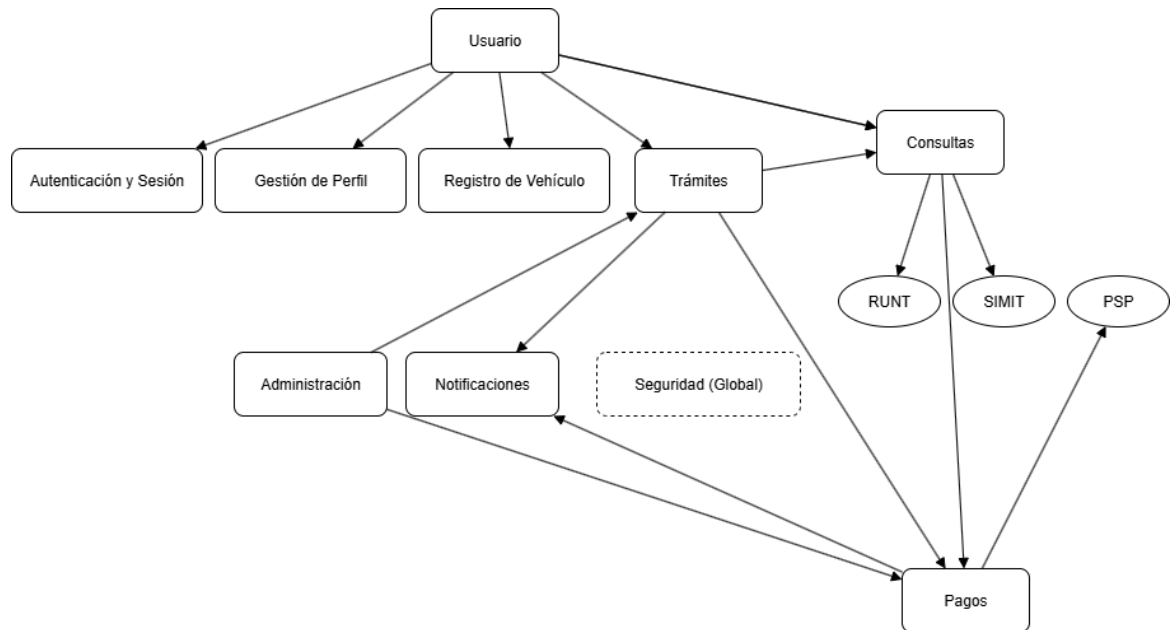 Usuario
Consultas
Autenticación y Sesión
Gestión de Perfil
Registro de Vehículo
Trámites
RUNT
SIMIT
PSP
Administración
Notificaciones
Seguridad (Global)
Pagos